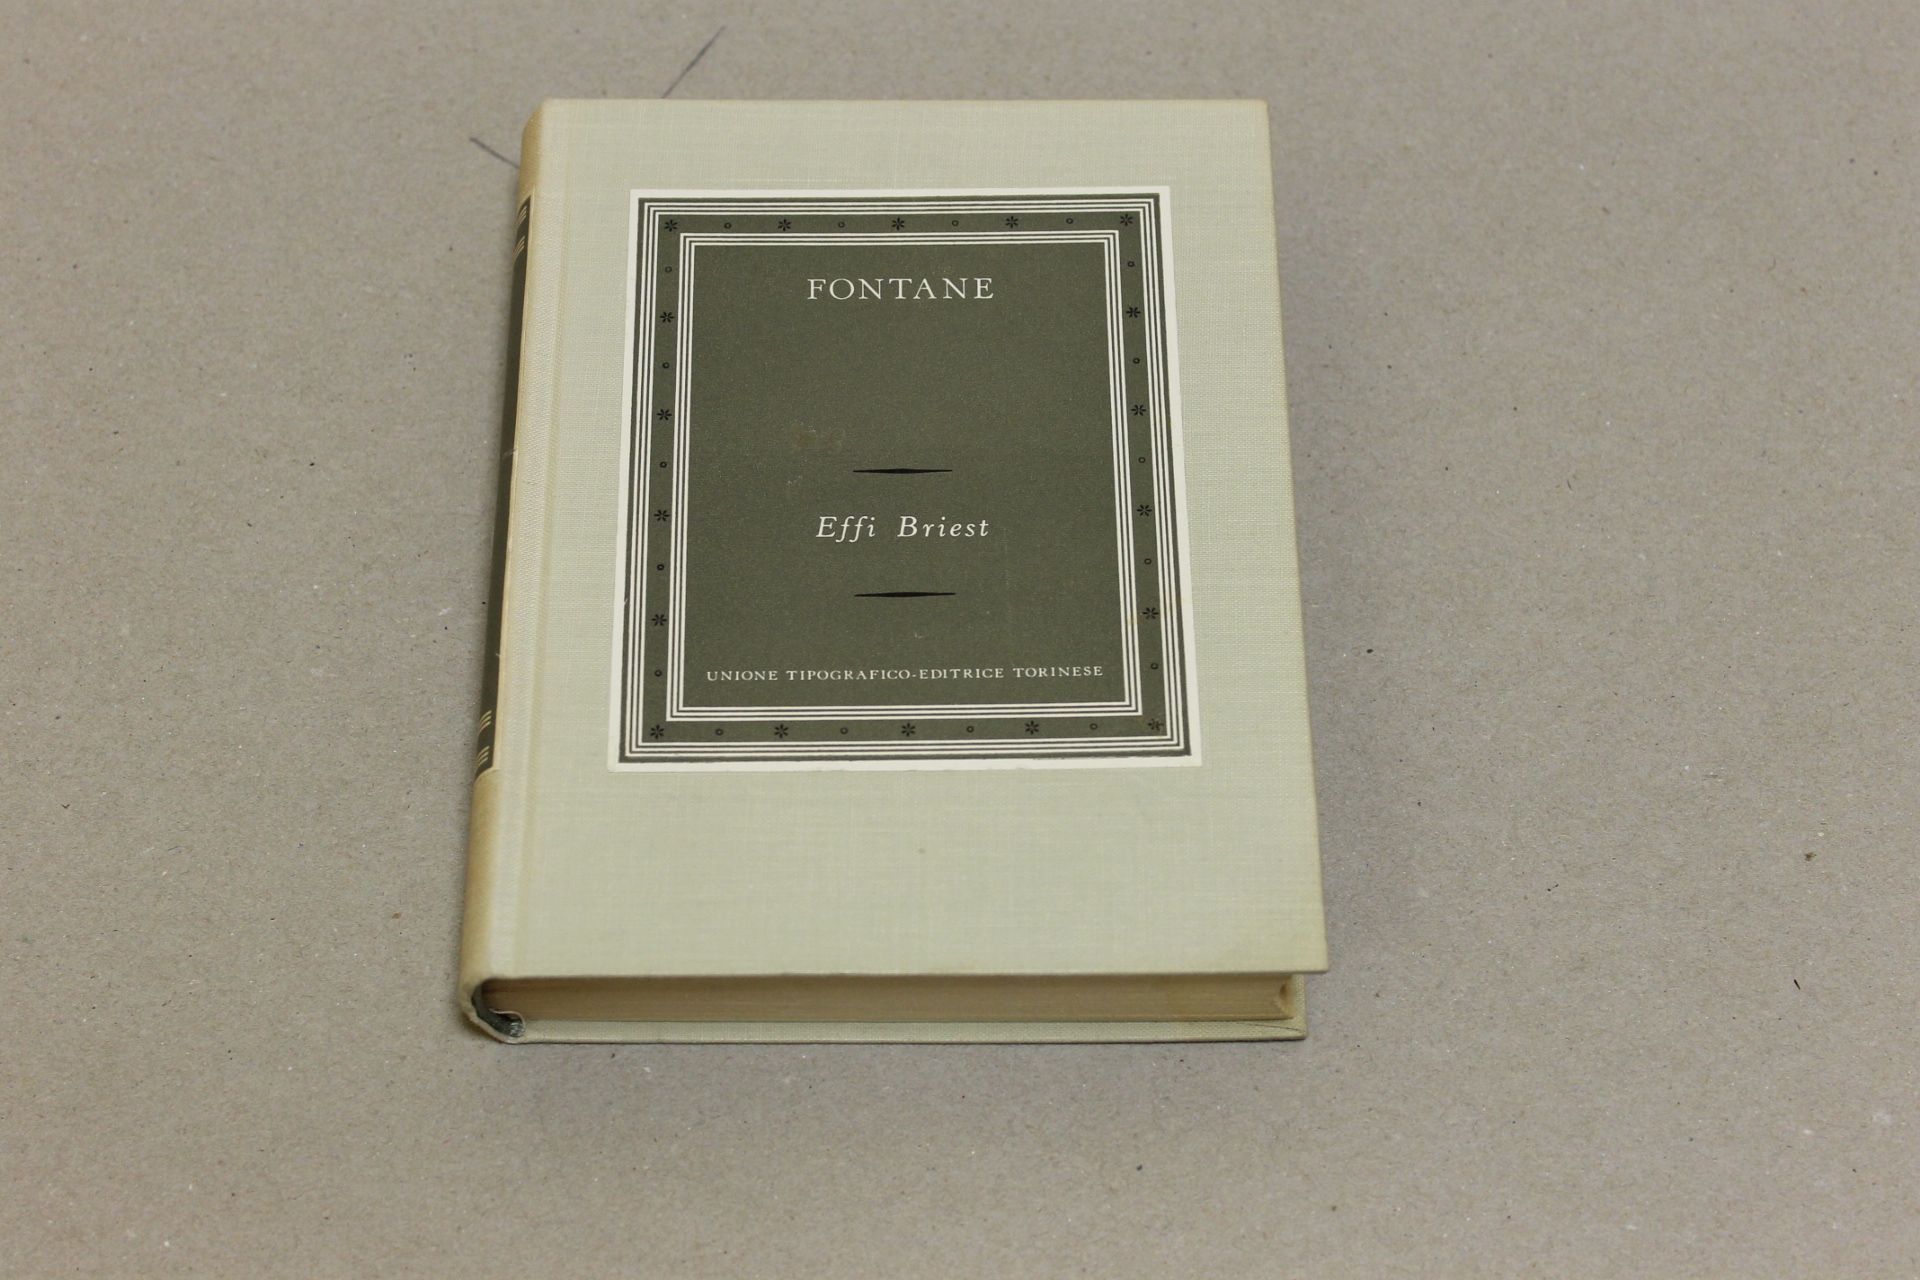 FONTANE
Effi Briest
UNIONE TIPOGRAFICO-EDITRICE TORINESE